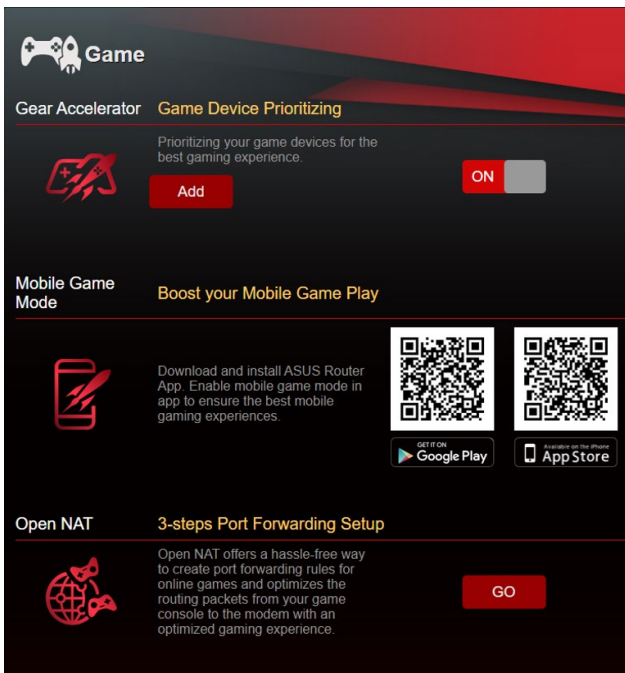 Game
Gear Accelerator
Game Device Prioritizing
Prioritizing your game devices for the
best gaming experience.
Add
ON
Mobile Game
Mode
Boost your Mobile Game Play
Download and install ASUS Router
App. Enable mobile game mode in
app to ensure the best mobile
gaming experiences.
GET IT ON
Google Play
Available on the iPhone
App Store
Open NAT
3-steps Port Forwarding Setup
Open NAT offers a hassle-free way
to create port forwarding rules for
online games and optimizes the
routing packets from your game
console to the modem with an
optimized gaming experience.
GO